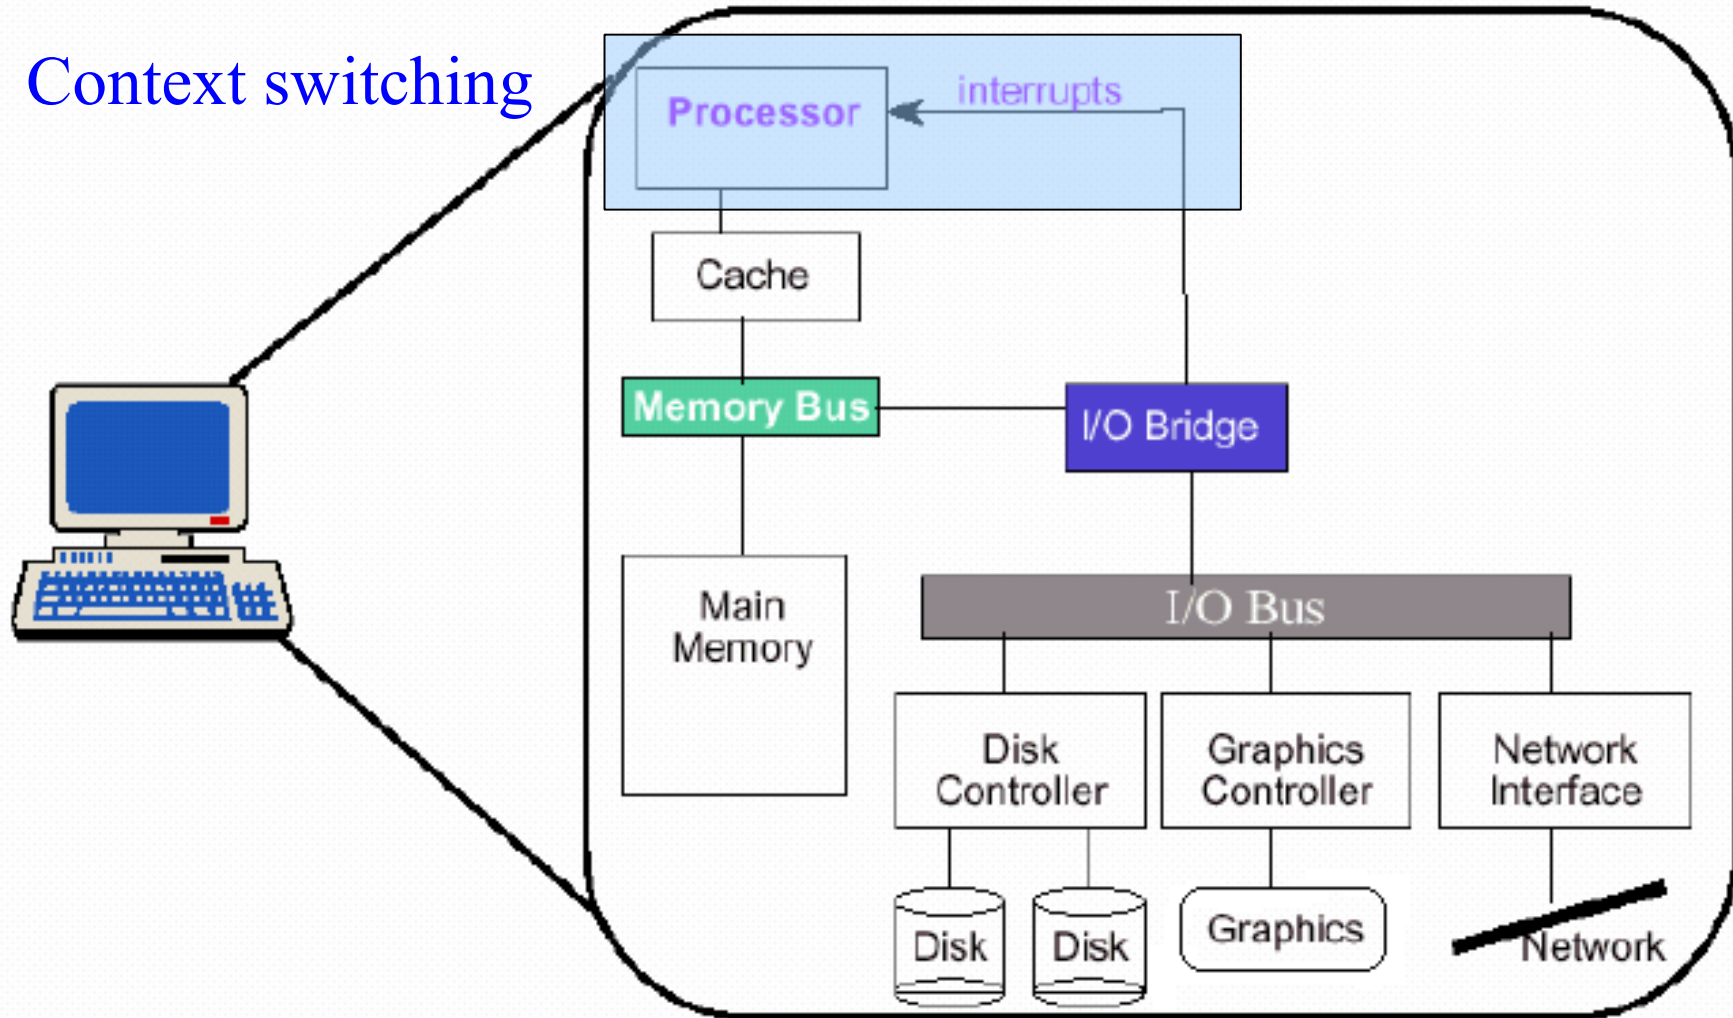 Context switching
Processor
interrupts
Cache
Memory Bus
I/O Bridge
Main
Memory
I/O Bus
Disk
Controller
Graphics
Controller
Network
Interface
Disk
Disk
Graphics
Network